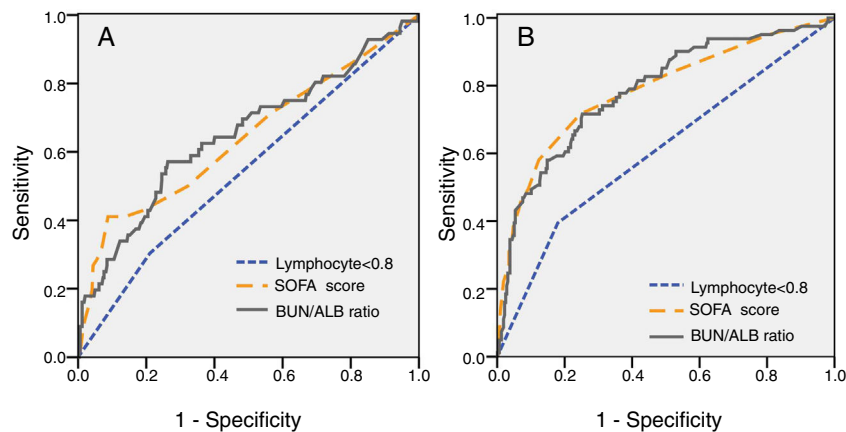 A
1.0
0.8
0.6
0.4
0.2
0.0
Sensitivity
Lymphocyte<0.8
SOFA score
BUN/ALB ratio
0.0 0.2 0.4 0.6 0.8 1.0
1 - Specificity
B
1.0
0.8
0.6
0.4
0.2
0.0
Sensitivity
Lymphocyte<0.8
SOFA score
BUN/ALB ratio
0.0 0.2 0.4 0.6 0.8 1.0
1 - Specificity